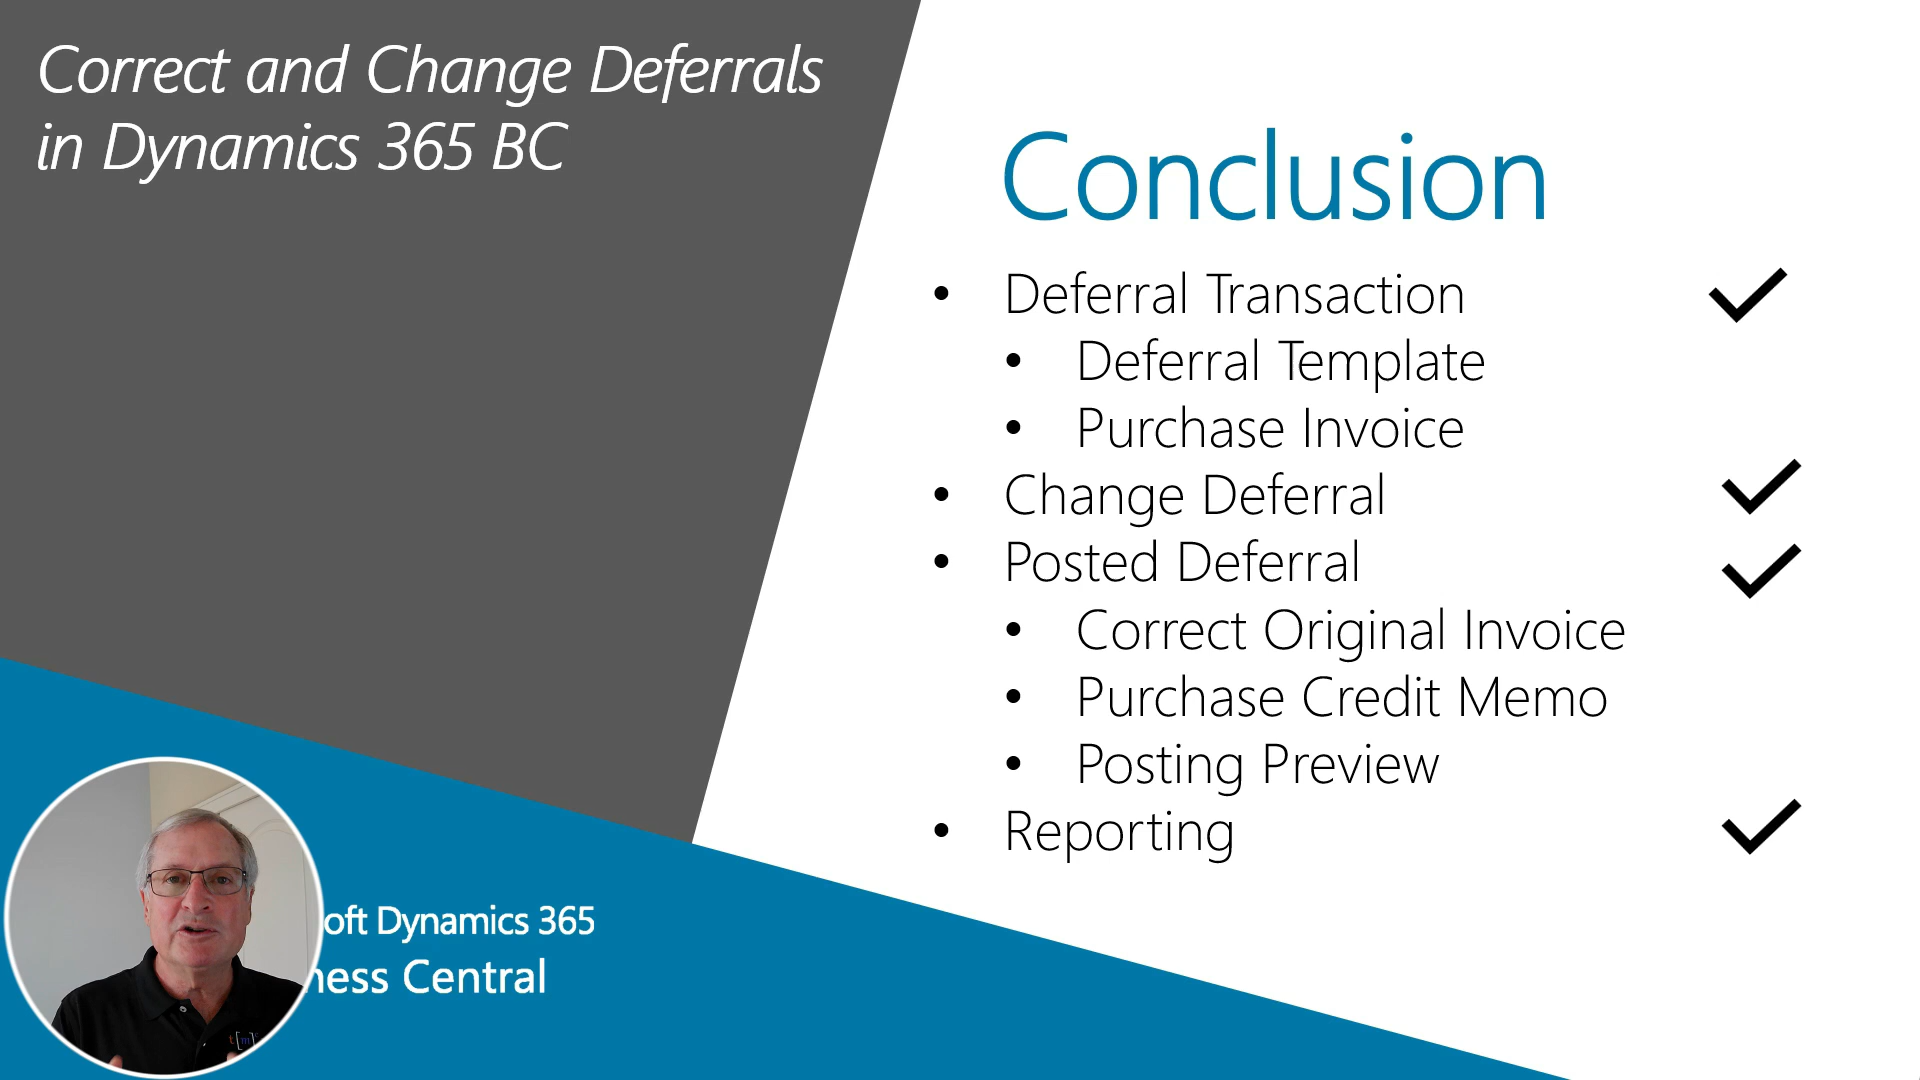 Correct and Change Deferrals
in Dynamics 365 BC
Conclusion
• Deferral Transaction
• Deferral Template
• Purchase Invoice
• Change Deferral
• Posted Deferral
• Correct Original Invoice
• Purchase Credit Memo
• Posting Preview
• Reporting
oft Dynamics 365
ness Central
t[m]